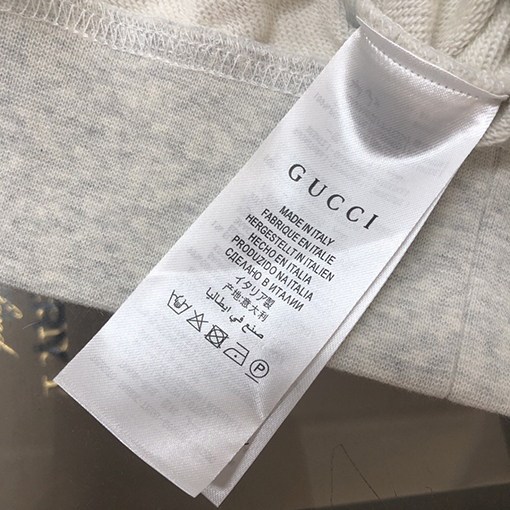 GUCCI
MADE IN ITALY
FABRIQUE EN ITALIE
HERGESTELLT IN ITALIEN
HECHO EN ITALIA
PRODUZIDO NA ITALIA
СДЕЛАНО В ИТАЛИИ
イタリア製
产地:意大利
صنع في ايطاليا
P